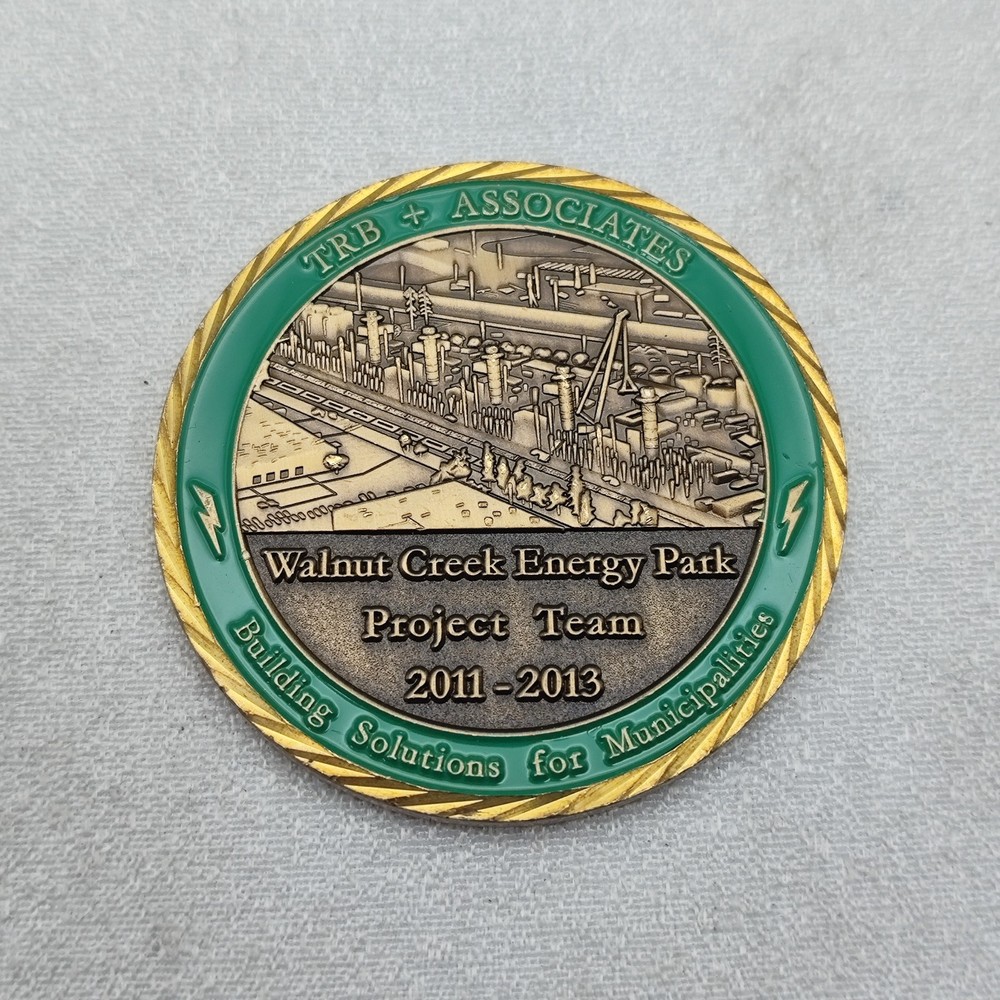 TRB + ASSOCIATES
Walnut Creek Energy Park
Project Team
2011 - 2013
Building Solutions for Municipalities